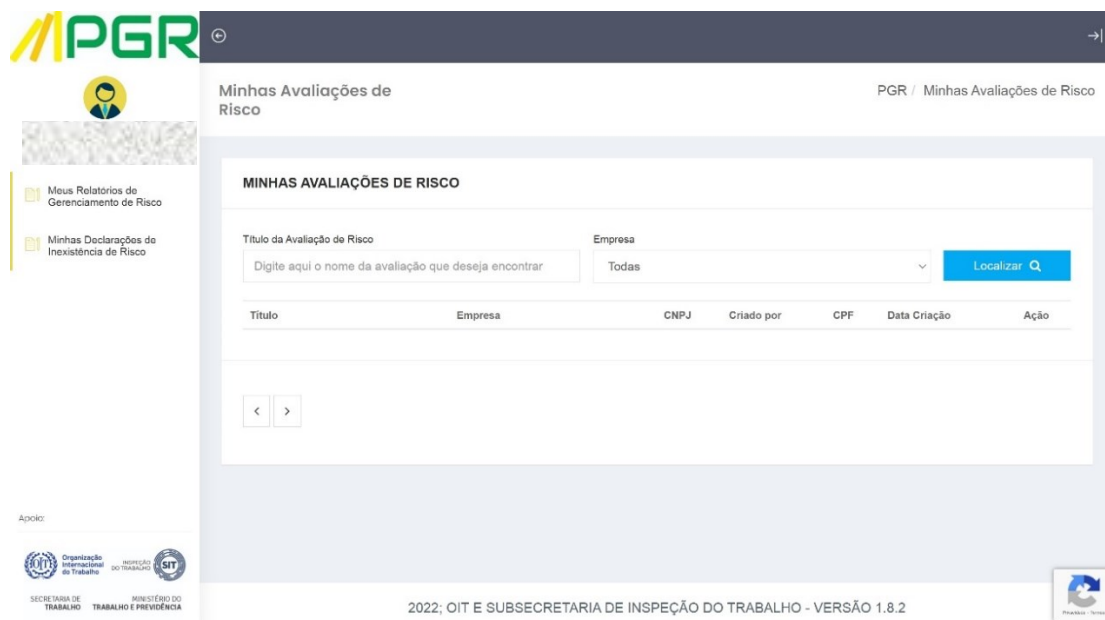 PGR
Minhas Avaliações de
Risco
PGR / Minhas Avaliações de Risco
Meus Relatórios de
Gerenciamento de Risco
Minhas Declarações de
Inexistência de Risco
MINHAS AVALIAÇÕES DE RISCO
Título da Avaliação de Risco
Empresa
Digite aqui o nome da avaliação que deseja encontrar
Todas
Localizar
Título Empresa CNPJ Criado por CPF Data Criação Ação
Apoio:
OIT
Organização
Internacional
do Trabalho
INSPEÇÃO
DO TRABALHO
SIT
SECRETARIA DE
TRABALHO
MINISTÉRIO DO
TRABALHO E PREVIDÊNCIA
2022; OIT E SUBSECRETARIA DE INSPEÇÃO DO TRABALHO - VERSÃO 1.8.2